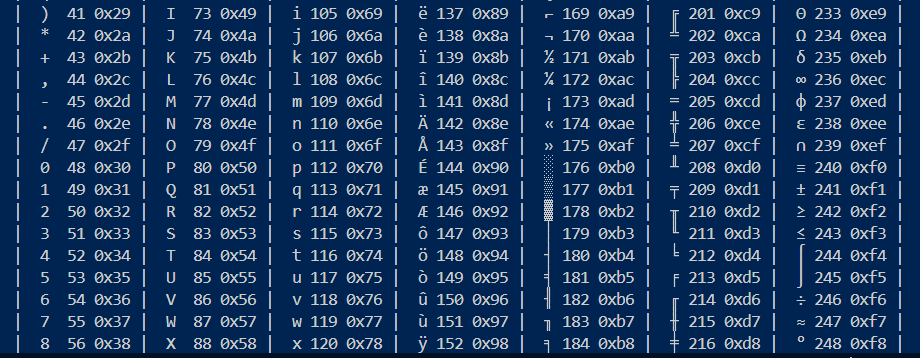 | ) 41 0x29 | I 73 0x49 | i 105 0x69 | ë 137 0x89 | ⌐ 169 0xa9 | ╔ 201 0xc9 | Θ 233 0xe9 |
| * 42 0x2a | J 74 0x4a | j 106 0x6a | è 138 0x8a | ¬ 170 0xaa | ╩ 202 0xca | Ω 234 0xea |
| + 43 0x2b | K 75 0x4b | k 107 0x6b | ï 139 0x8b | ½ 171 0xab | ╦ 203 0xcb | δ 235 0xeb |
| , 44 0x2c | L 76 0x4c | l 108 0x6c | î 140 0x8c | ¼ 172 0xac | ╠ 204 0xcc | ∞ 236 0xec |
| - 45 0x2d | M 77 0x4d | m 109 0x6d | ì 141 0x8d | ¡ 173 0xad | ═ 205 0xcd | φ 237 0xed |
| . 46 0x2e | N 78 0x4e | n 110 0x6e | Ä 142 0x8e | « 174 0xae | ╬ 206 0xce | ε 238 0xee |
| / 47 0x2f | O 79 0x4f | o 111 0x6f | Å 143 0x8f | » 175 0xaf | ╧ 207 0xcf | ∩ 239 0xef |
| 0 48 0x30 | P 80 0x50 | p 112 0x70 | É 144 0x90 | ░ 176 0xb0 | ╨ 208 0xd0 | ≡ 240 0xf0 |
| 1 49 0x31 | Q 81 0x51 | q 113 0x71 | æ 145 0x91 | ▒ 177 0xb1 | ╤ 209 0xd1 | ± 241 0xf1 |
| 2 50 0x32 | R 82 0x52 | r 114 0x72 | Æ 146 0x92 | ▓ 178 0xb2 | ╥ 210 0xd2 | ≥ 242 0xf2 |
| 3 51 0x33 | S 83 0x53 | s 115 0x73 | ô 147 0x93 | │ 179 0xb3 | ╙ 211 0xd3 | ≤ 243 0xf3 |
| 4 52 0x34 | T 84 0x54 | t 116 0x74 | ö 148 0x94 | ┤ 180 0xb4 | ╘ 212 0xd4 | ⌠ 244 0xf4 |
| 5 53 0x35 | U 85 0x55 | u 117 0x75 | ò 149 0x95 | ╡ 181 0xb5 | ╒ 213 0xd5 | ⌡ 245 0xf5 |
| 6 54 0x36 | V 86 0x56 | v 118 0x76 | û 150 0x96 | ╢ 182 0xb6 | ╓ 214 0xd6 | ÷ 246 0xf6 |
| 7 55 0x37 | W 87 0x57 | w 119 0x77 | ù 151 0x97 | ╖ 183 0xb7 | ╫ 215 0xd7 | ≈ 247 0xf7 |
| 8 56 0x38 | X 88 0x58 | x 120 0x78 | ÿ 152 0x98 | ╕ 184 0xb8 | ╪ 216 0xd8 | ° 248 0xf8 |